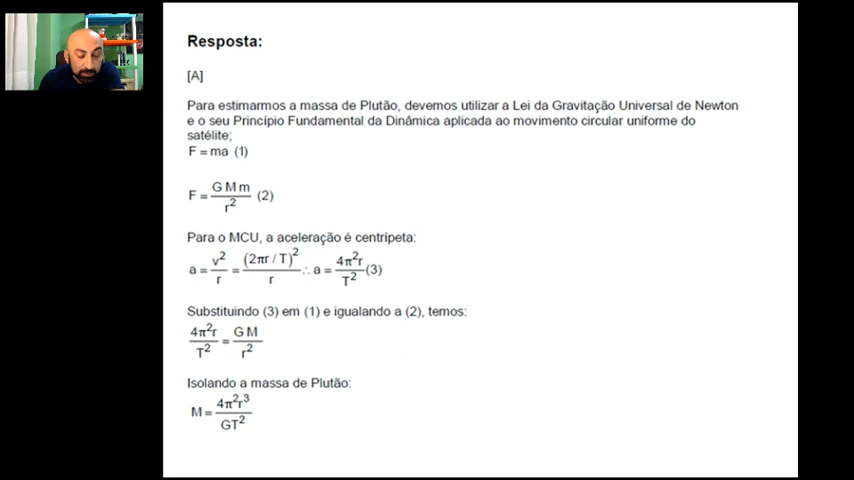 Resposta:
[A]
Para estimarmos a massa de Plutão, devemos utilizar a Lei da Gravitação Universal de Newton
e o seu Princípio Fundamental da Dinâmica aplicada ao movimento circular uniforme do
satélite;
F = ma (1)
F = G M m / r² (2)
Para o MCU, a aceleração é centrípeta:
a = v² / r = (2πr / T)² / r ∴ a = 4π²r / T² (3)
Substituindo (3) em (1) e igualando a (2), temos:
4π²r / T² = G M / r²
Isolando a massa de Plutão:
M = 4π²r³ / GT²